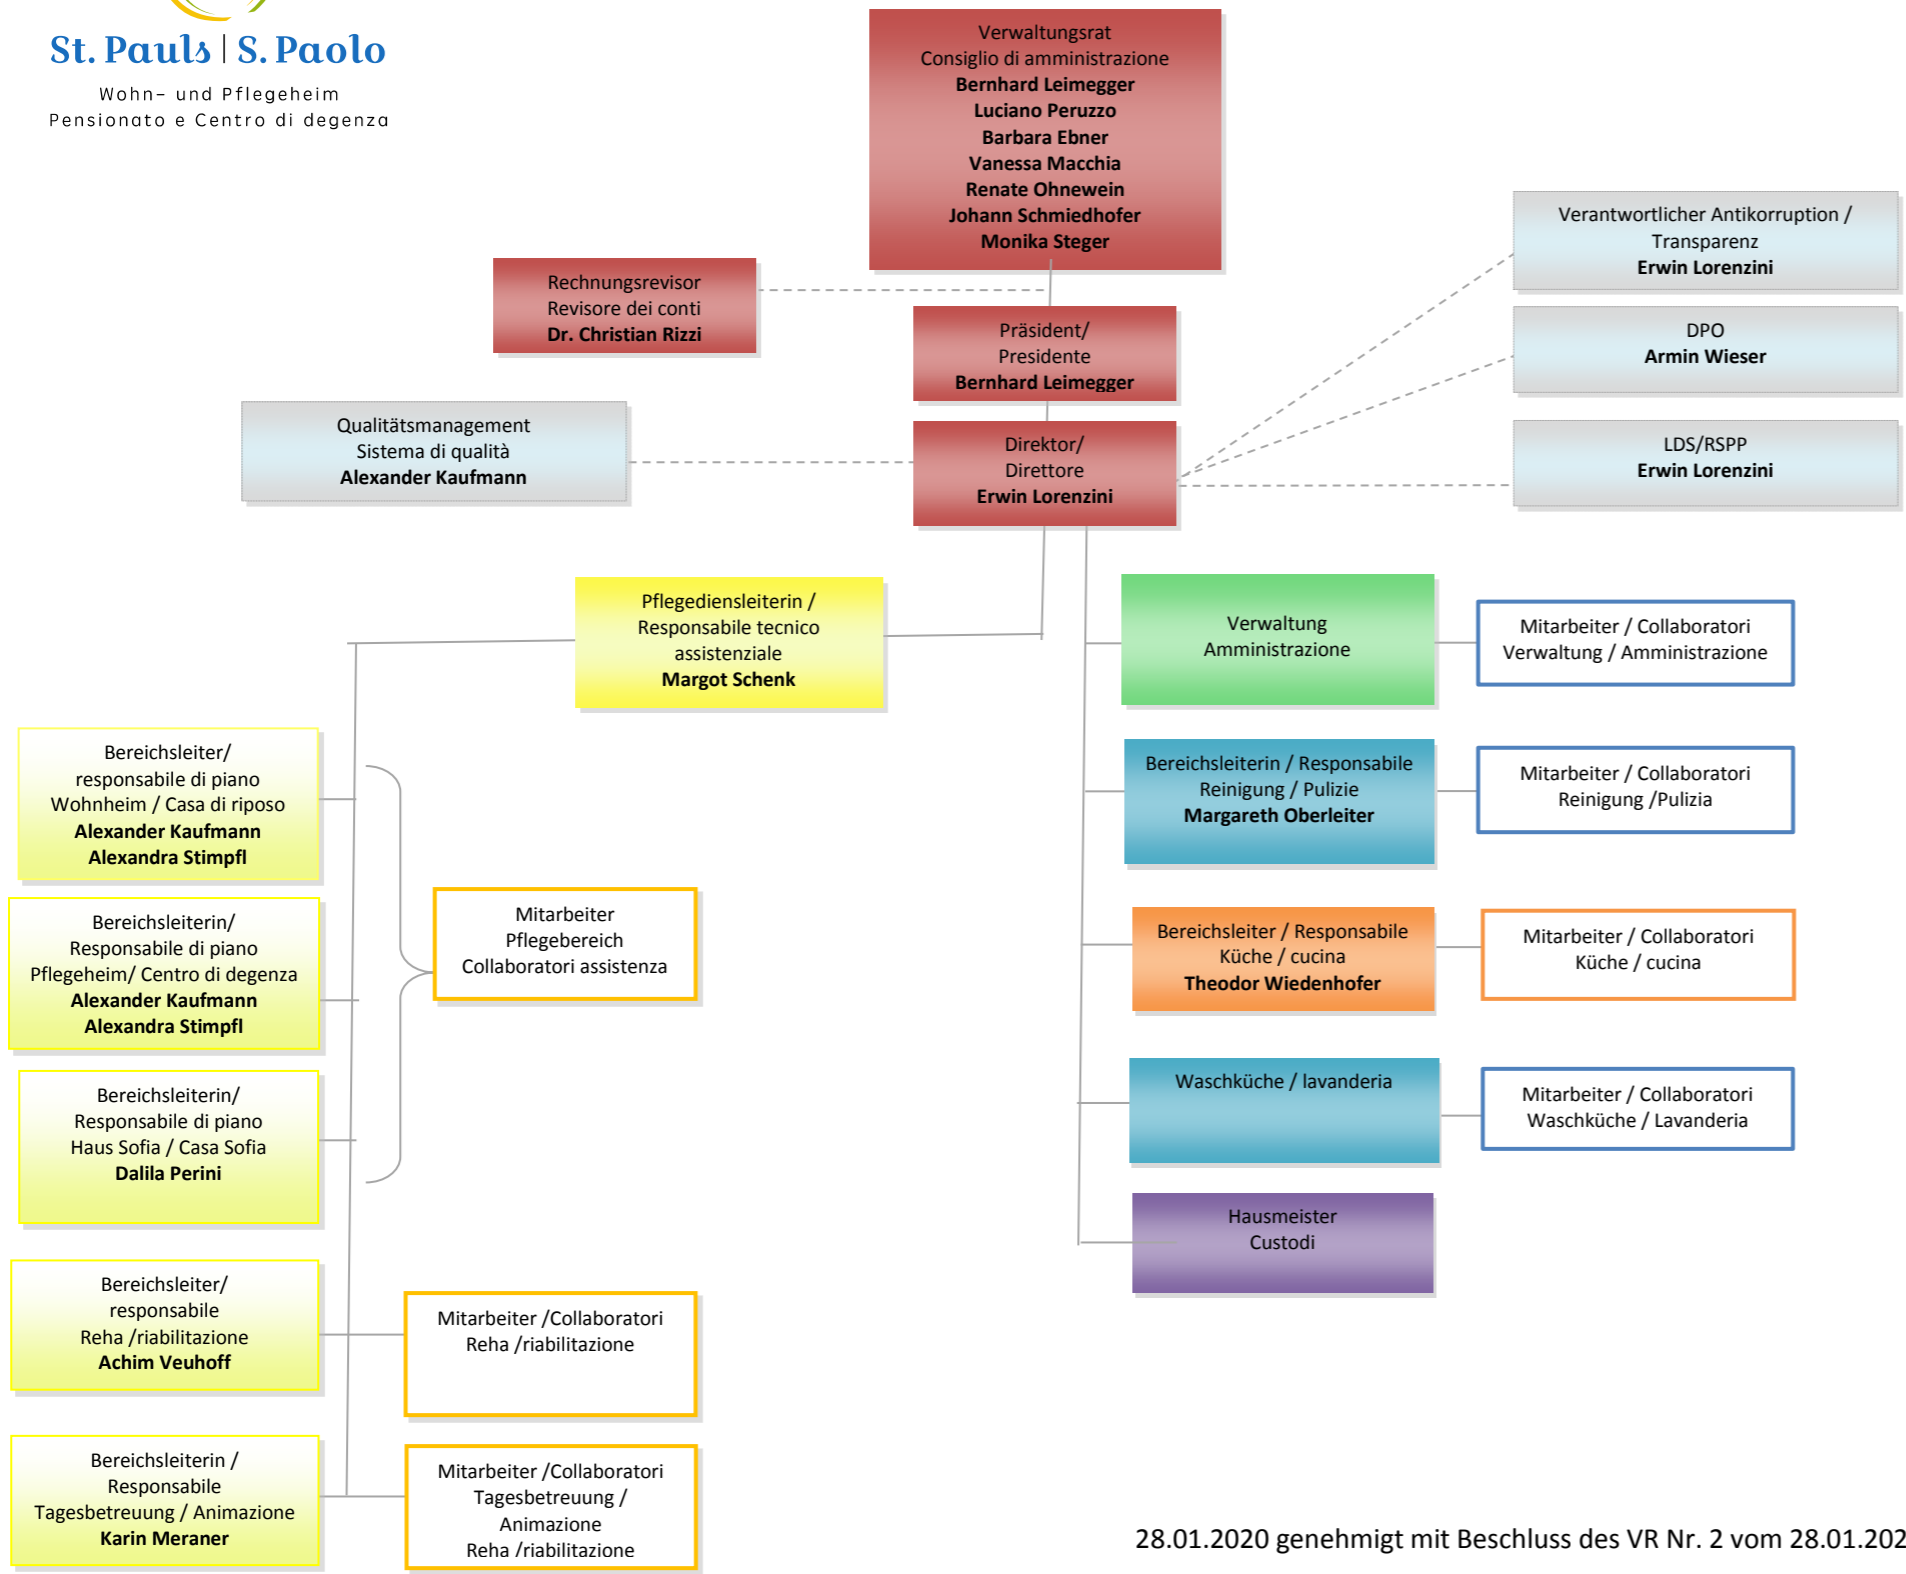 St. Pauls | S. Paolo
Wohn- und Pflegeheim
Pensionato e Centro di degenza
Verwaltungsrat
Consiglio di amministrazione
Bernhard Leimegger
Luciano Peruzzo
Barbara Ebner
Vanessa Macchia
Renate Ohnewein
Johann Schmiedhofer
Monika Steger
Rechnungsrevisor
Revisore dei conti
Dr. Christian Rizzi
Präsident/
Presidente
Bernhard Leimegger
Verantwortlicher Antikorruption /
Transparenz
Erwin Lorenzini
DPO
Armin Wieser
Qualitätsmanagement
Sistema di qualità
Alexander Kaufmann
Direktor/
Direttore
Erwin Lorenzini
LDS/RSPP
Erwin Lorenzini
Pflegediensleiterin /
Responsabile tecnico
assistenziale
Margot Schenk
Verwaltung
Amministrazione
Mitarbeiter / Collaboratori
Verwaltung / Amministrazione
Bereichsleiter/
responsabile di piano
Wohnheim / Casa di riposo
Alexander Kaufmann
Alexandra Stimpfl
Bereichsleiterin / Responsabile
Reinigung / Pulizie
Margareth Oberleiter
Mitarbeiter / Collaboratori
Reinigung /Pulizia
Bereichsleiterin/
Responsabile di piano
Pflegeheim/ Centro di degenza
Alexander Kaufmann
Alexandra Stimpfl
Mitarbeiter
Pflegebereich
Collaboratori assistenza
Bereichsleiter / Responsabile
Küche / cucina
Theodor Wiedenhofer
Mitarbeiter / Collaboratori
Küche / cucina
Bereichsleiterin/
Responsabile di piano
Haus Sofia / Casa Sofia
Dalila Perini
Waschküche / lavanderia
Mitarbeiter / Collaboratori
Waschküche / Lavanderia
Hausmeister
Custodi
Bereichsleiter/
responsabile
Reha /riabilitazione
Achim Veuhoff
Mitarbeiter /Collaboratori
Reha /riabilitazione
Bereichsleiterin /
Responsabile
Tagesbetreuung / Animazione
Karin Meraner
Mitarbeiter /Collaboratori
Tagesbetreuung /
Animazione
Reha /riabilitazione
28.01.2020 genehmigt mit Beschluss des VR Nr. 2 vom 28.01.202